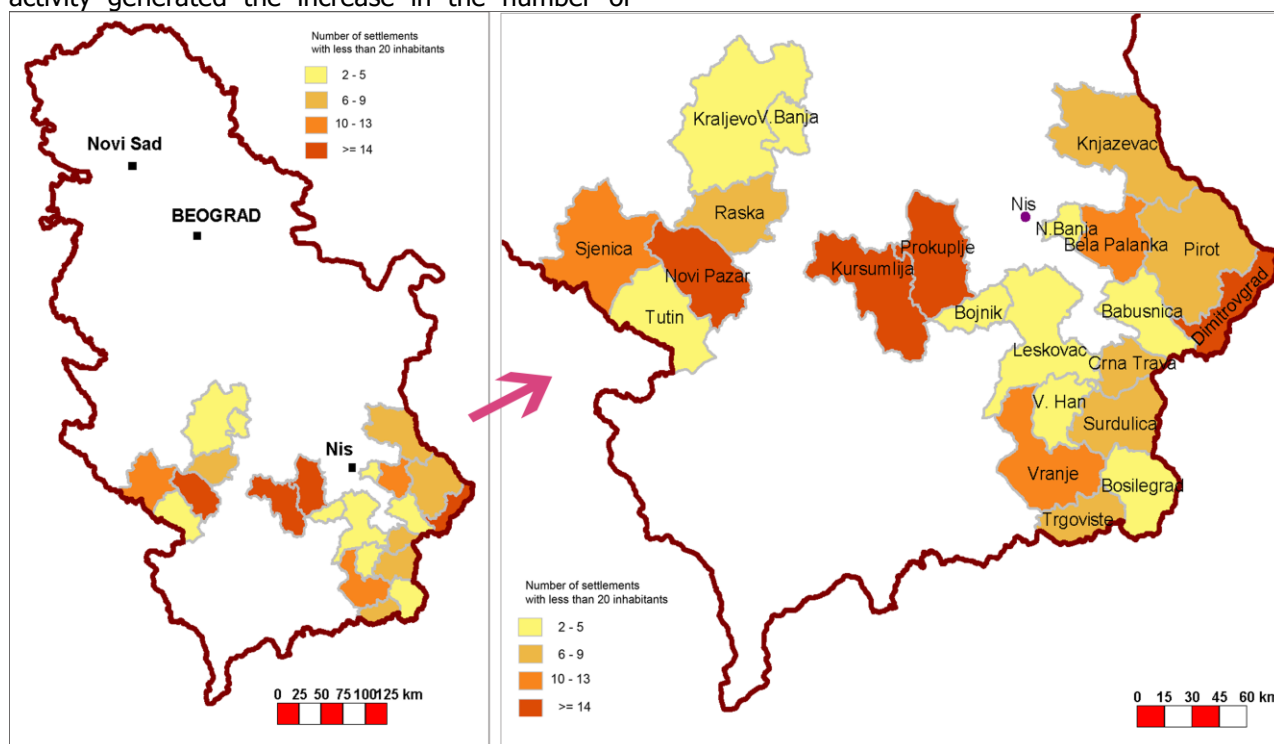 activity generated the increase in the number of
Number of settlements
with less than 20 inhabitants
2 - 5
6 - 9
10 - 13
>= 14
Novi Sad
BEOGRAD
Nis
0 25 50 75 100 125 km
Kraljevo
V.Banja
Knjazevac
Raska
Nis
N.Banja
Sjenica
Prokuplje
Bela Palanka
Pirot
Novi Pazar
Kursumlija
Dimitrovgrad
Tutin
Bojnik
Babusnica
Leskovac
Crna Trava
V. Han
Surdulica
Vranje
Bosilegrad
Trgoviste
Number of settlements
with less than 20 inhabitants
2 - 5
6 - 9
10 - 13
>= 14
0 15 30 45 60 km